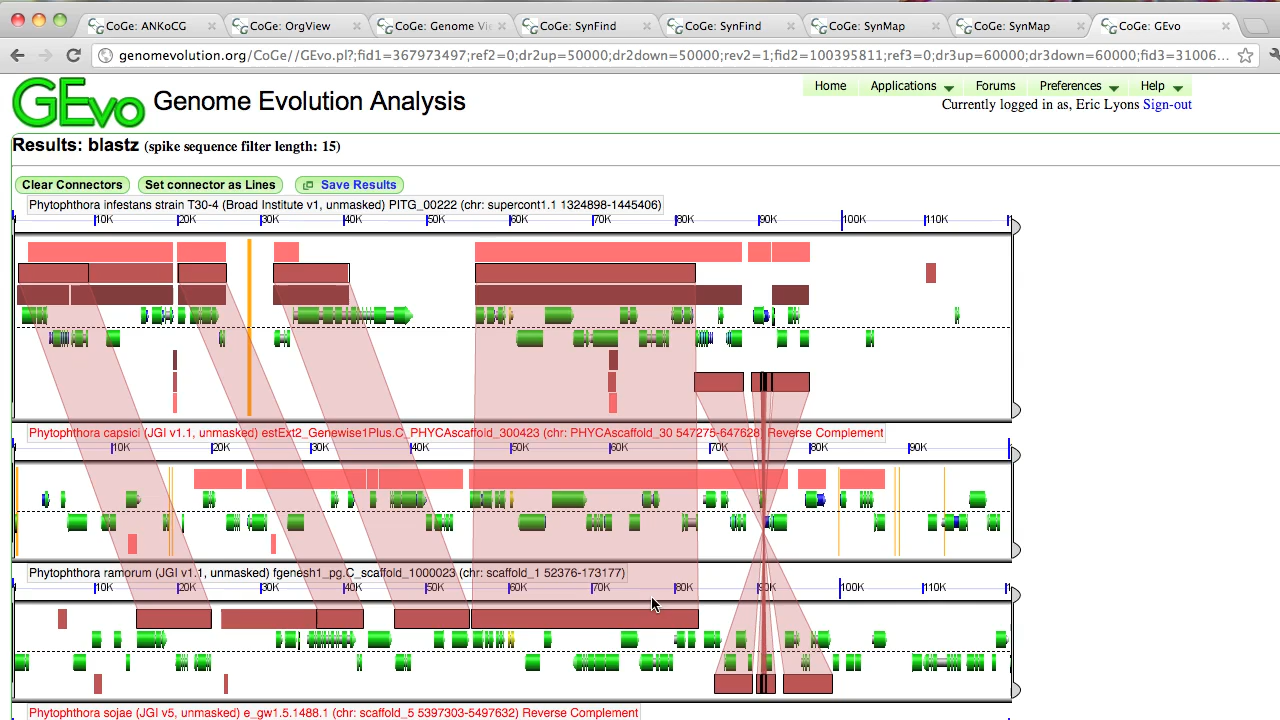 CoGe: ANKoCG
CoGe: OrgView
CoGe: Genome Vi
CoGe: SynFind
CoGe: SynFind
CoGe: SynMap
CoGe: SynMap
CoGe: GEvo
genomevolution.org/CoGe//GEvo.pl?;fid1=367973497;ref2=0;dr2up=50000;dr2down=50000;rev2=1;fid2=100395811;ref3=0;dr3up=60000;dr3down=60000;fid3=31006...
GEvo Genome Evolution Analysis
Home Applications Forums Preferences Help
Currently logged in as, Eric Lyons Sign-out
Results: blastz (spike sequence filter length: 15)
Clear Connectors Set connector as Lines Save Results
Phytophthora infestans strain T30-4 (Broad Institute v1, unmasked) PITG_00222 (chr: supercont1.1 1324898-1445406)
10K 20K 30K 40K 50K 60K 70K 80K 90K 100K 110K
Phytophthora capsici (JGI v1.1, unmasked) estExt2_Genewise1Plus.C_PHYCAscaffold_300423 (chr: PHYCAscaffold_30 547275-647628) Reverse Complement
10K 20K 30K 40K 50K 60K 70K 80K 90K
Phytophthora ramorum (JGI v1.1, unmasked) fgenesh1_pg.C_scaffold_1000023 (chr: scaffold_1 52376-173177)
10K 20K 30K 40K 50K 60K 70K 80K 90K 100K 110K
Phytophthora sojae (JGI v5, unmasked) e_gw1.5.1488.1 (chr: scaffold_5 5397303-5497632) Reverse Complement